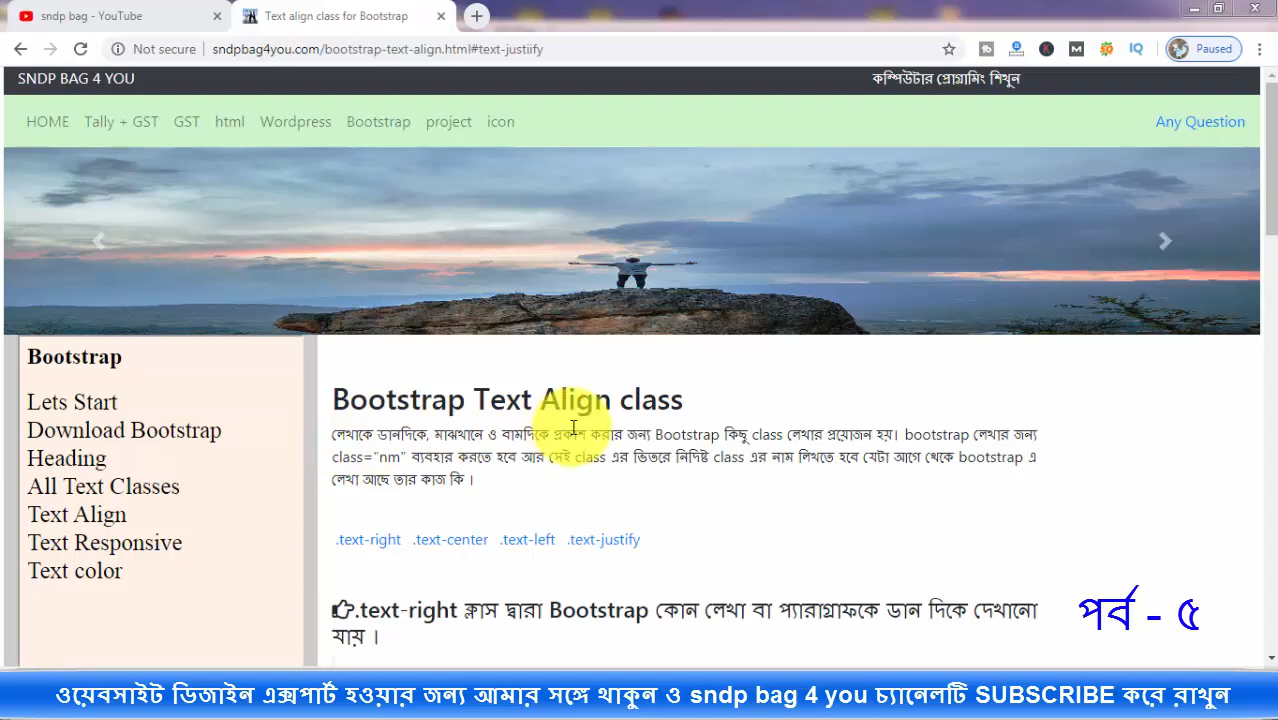 sndp bag - YouTube
Text align class for Bootstrap
Not secure
sndpbag4you.com/bootstrap-text-align.html#text-justiify
M
IQ
Paused
SNDP BAG 4 YOU
কম্পিউটার প্রোগ্রামিং শিখুন
HOME Tally + GST GST html Wordpress Bootstrap project icon
Any Question
Bootstrap
Lets Start
Download Bootstrap
Heading
All Text Classes
Text Align
Text Responsive
Text color
Bootstrap Text Align class
লেখাকে ডানদিকে, মাঝখানে ও বামদিকে প্রকাশ করার জন্য Bootstrap কিছু class লেখার প্রয়োজন হয়। bootstrap লেখার জন্য
class="nm" ব্যবহার করতে হবে আর সেই class এর ভিতরে নির্দিষ্ট class এর নাম লিখতে হবে যেটা আগে থেকে bootstrap এ
লেখা আছে তার কাজ কি ।
.text-right .text-center .text-left .text-justify
.text-right ক্লাস দ্বারা Bootstrap কোন লেখা বা প্যারাগ্রাফকে ডান দিকে দেখানো
যায় ।
পর্ব - ৫
ওয়েবসাইট ডিজাইন এক্সপার্ট হওয়ার জন্য আমার সঙ্গে থাকুন ও sndp bag 4 you চ্যানেলটি SUBSCRIBE করে রাখুন